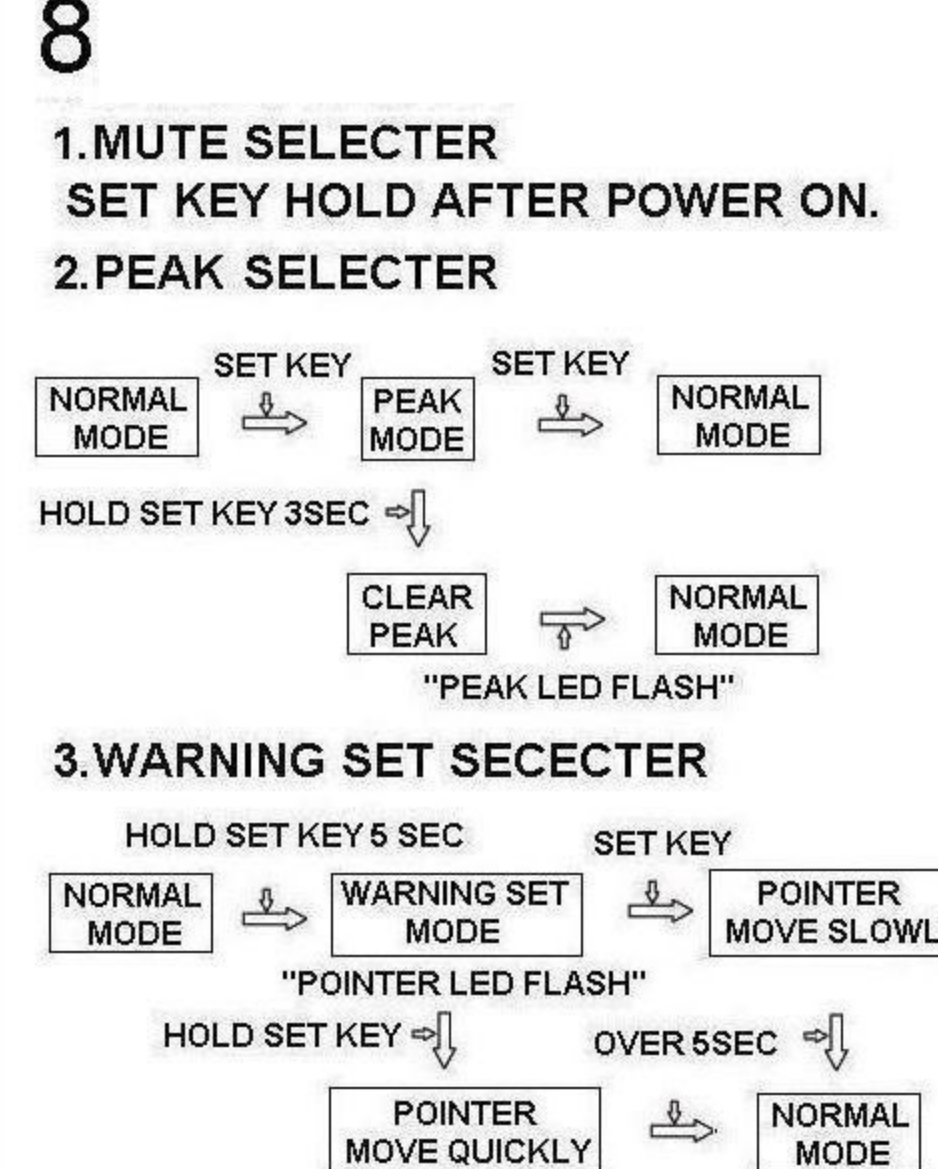 8
1.MUTE SELECTER
SET KEY HOLD AFTER POWER ON.
2.PEAK SELECTER
SET KEY SET KEY
NORMAL MODE
PEAK MODE
NORMAL MODE
HOLD SET KEY 3SEC
CLEAR PEAK
NORMAL MODE
"PEAK LED FLASH"
3.WARNING SET SECECTER
HOLD SET KEY 5 SEC SET KEY
NORMAL MODE
WARNING SET MODE
POINTER MOVE SLOWL
"POINTER LED FLASH"
HOLD SET KEY OVER 5SEC
POINTER MOVE QUICKLY
NORMAL MODE